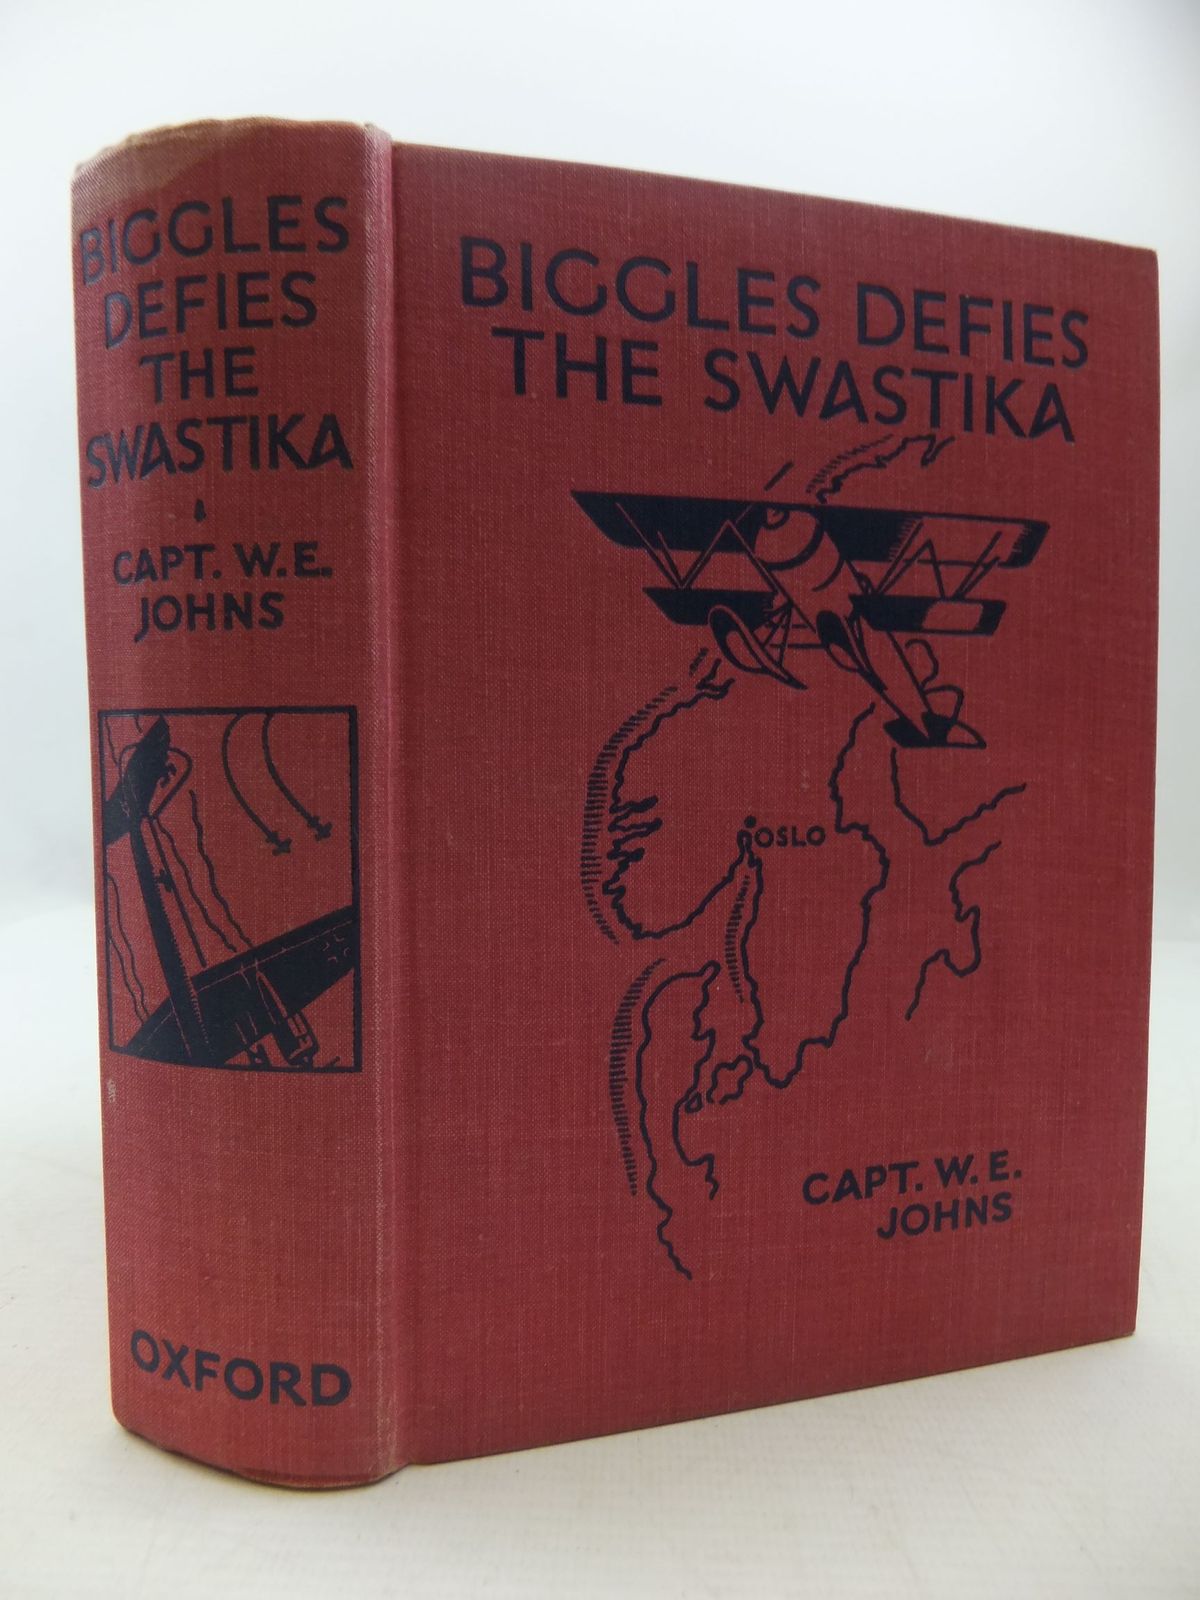 BIGGLES
DEFIES
THE
SWASTIKA
CAPT. W.E.
JOHNS
OXFORD
BIGGLES DEFIES
THE SWASTIKA
OSLO
CAPT. W. E.
JOHNS